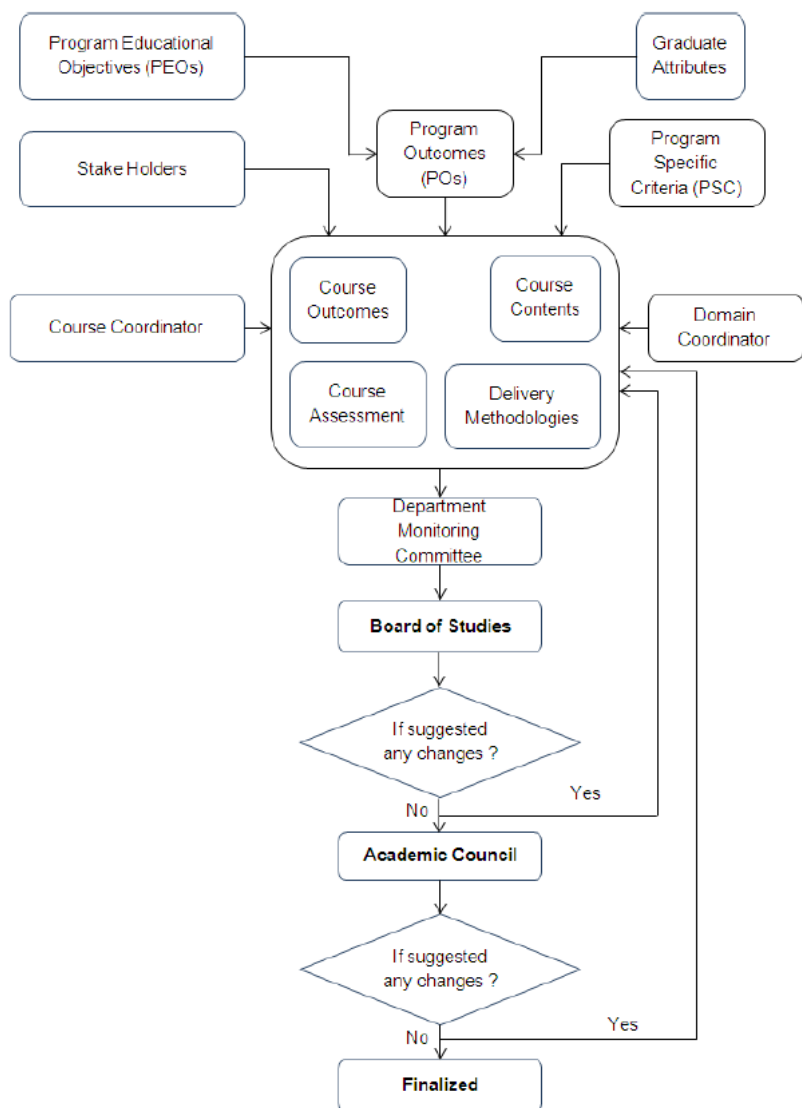 Program Educational
Objectives (PEOs)
Graduate
Attributes
Program
Outcomes
(POs)
Stake Holders
Program
Specific
Criteria (PSC)
Course
Outcomes
Course
Contents
Course Coordinator
Domain
Coordinator
Course
Assessment
Delivery
Methodologies
Department
Monitoring
Committee
Board of Studies
If suggested
any changes ?
Yes
No
Academic Council
If suggested
any changes ?
Yes
No
Finalized